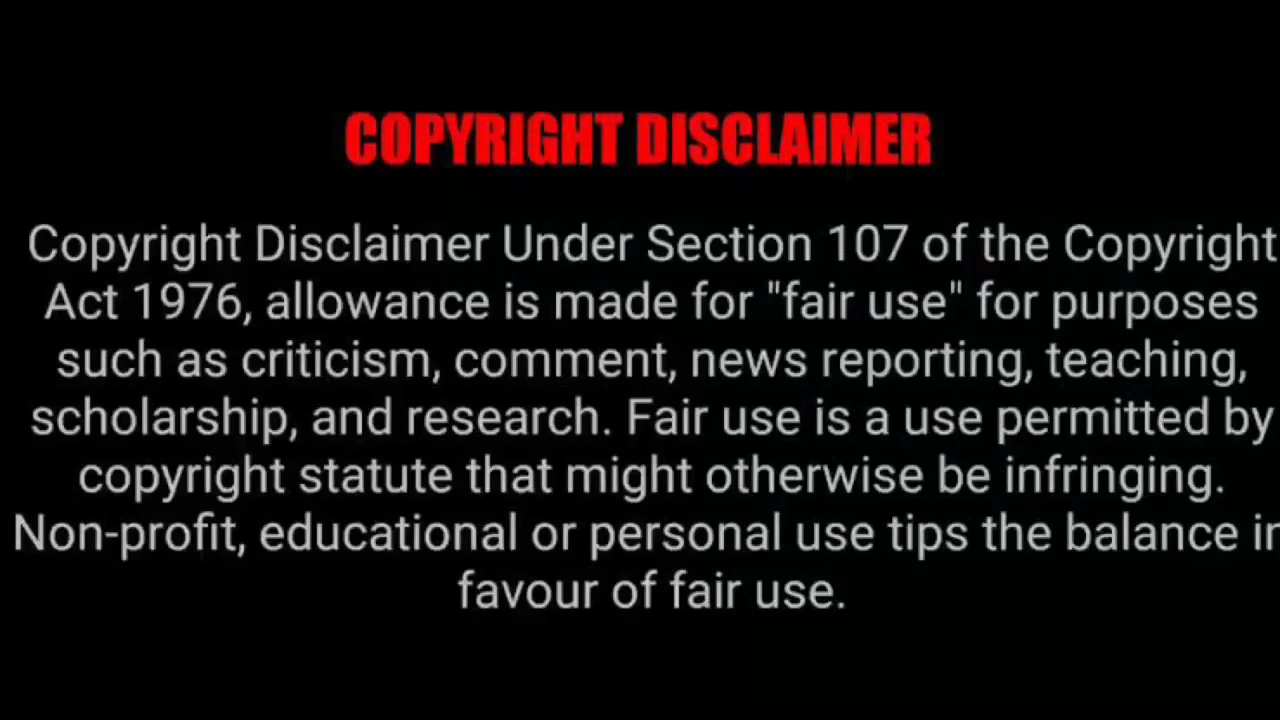 COPYRIGHT DISCLAIMER
Copyright Disclaimer Under Section 107 of the Copyright
Act 1976, allowance is made for "fair use" for purposes
such as criticism, comment, news reporting, teaching,
scholarship, and research. Fair use is a use permitted by
copyright statute that might otherwise be infringing.
Non-profit, educational or personal use tips the balance in
favour of fair use.